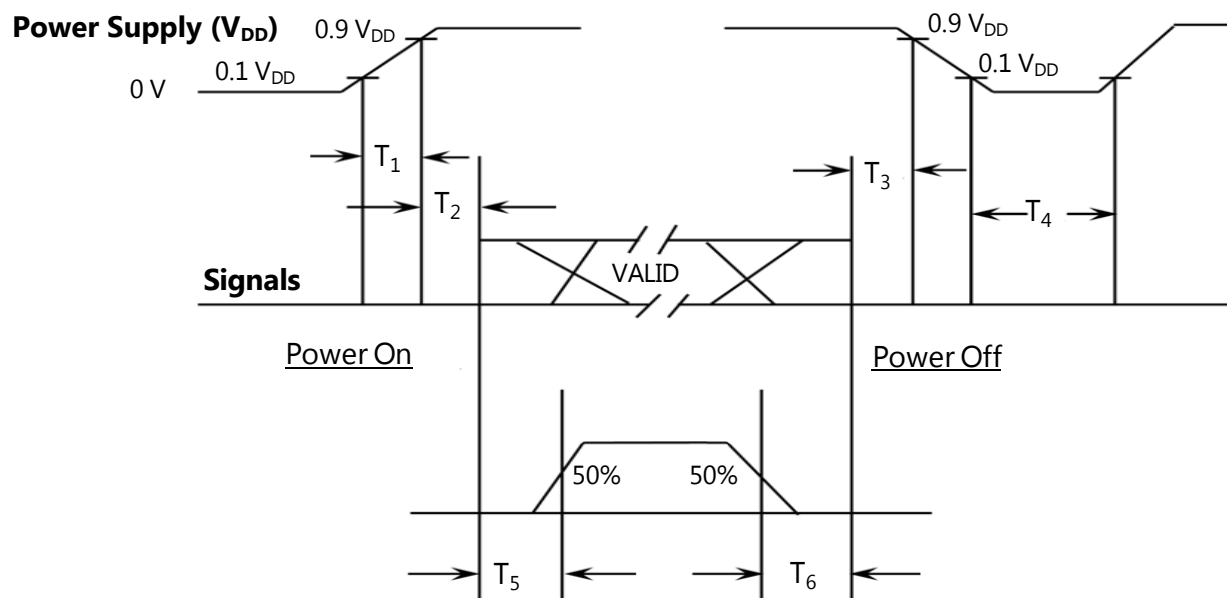 Power Supply (VDD)
0.9 VDD
0.9 VDD
0.1 VDD
0.1 VDD
0 V
T1
T3
T2
T4
VALID
Signals
Power On
Power Off
50%
50%
T5
T6